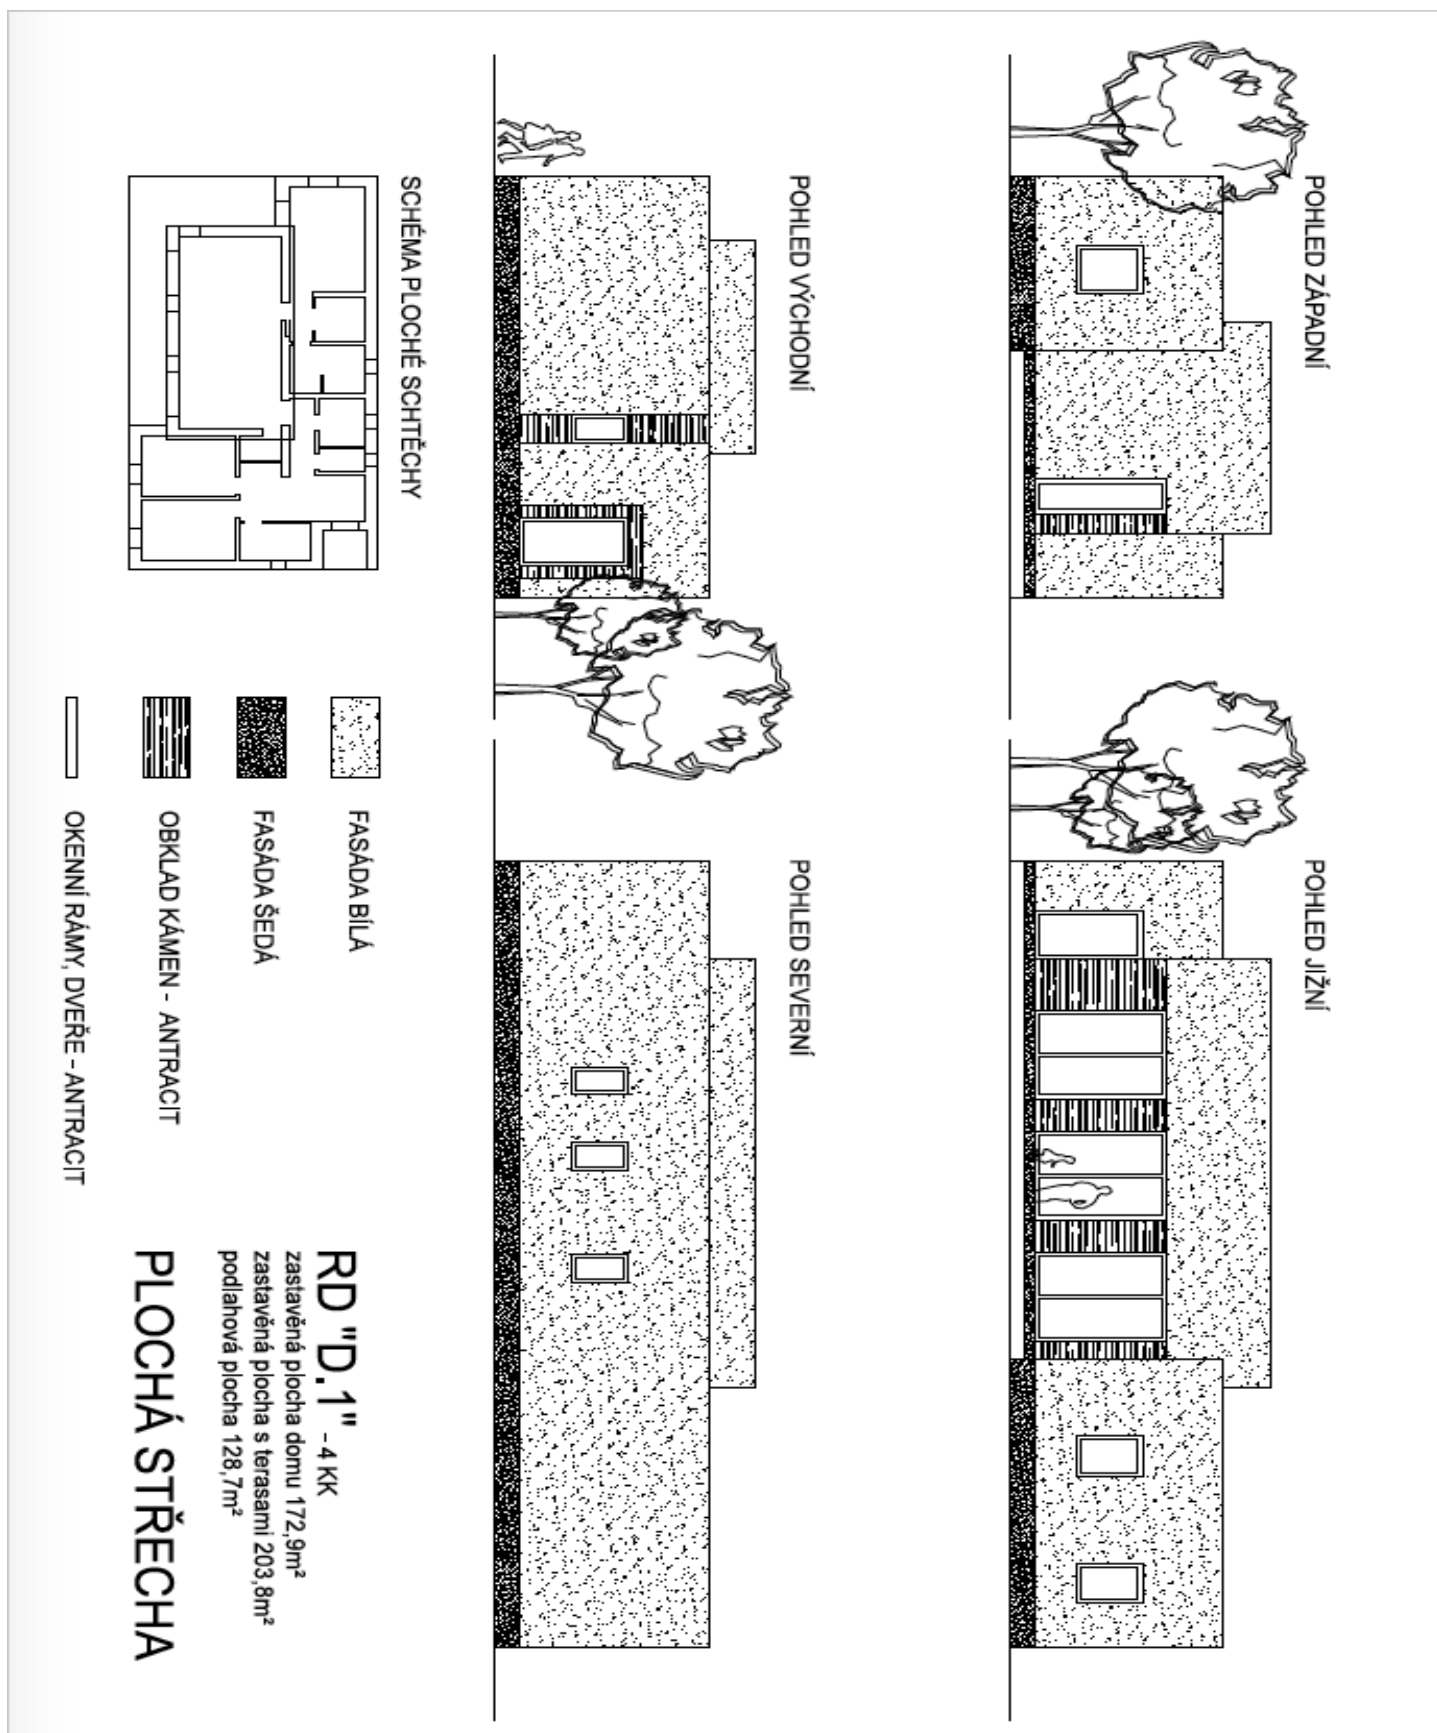 POHLED ZÁPADNÍ
POHLED JIŽNÍ
POHLED VÝCHODNÍ
POHLED SEVERNÍ
SCHÉMA PLOCHÉ SCHTĚCHY
FASÁDA BÍLÁ
FASÁDA ŠEDÁ
OBKLAD KÁMEN - ANTRACIT
OKENNÍ RÁMY, DVEŘE - ANTRACIT
RD "D.1" - 4 KK
zastavěná plocha domu 172,9m²
zastavěná plocha s terasami 203,8m²
podlahová plocha 128,7m²
PLOCHÁ STŘECHA